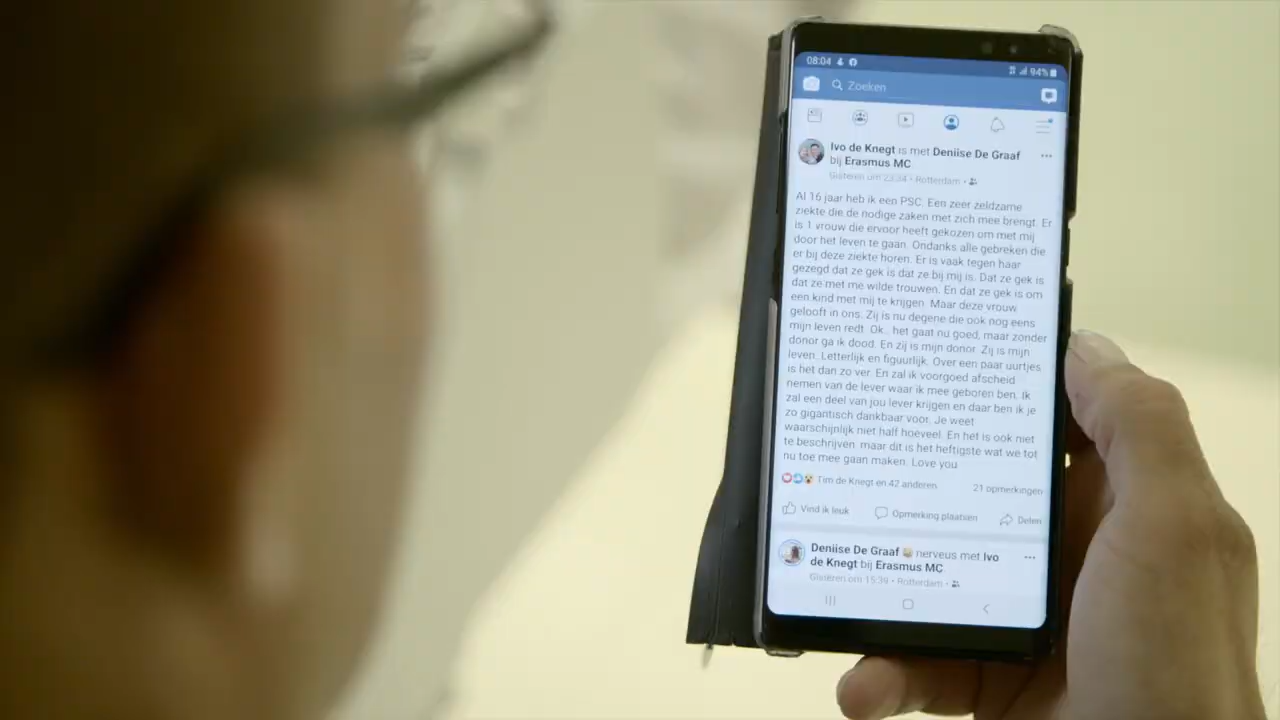 08:04
94%
Zoeken
Ivo de Knegt is met Deniise De Graaf
bij Erasmus MC.
Gisteren om 23:34 • Rotterdam •
Al 16 jaar heb ik een PSC. Een zeer zeldzame
ziekte die de nodige zaken met zich mee brengt. Er
is 1 vrouw die ervoor heeft gekozen om met mij
door het leven te gaan. Ondanks alle gebreken die
er bij deze ziekte horen. Er is vaak tegen haar
gezegd dat ze gek is dat ze bij mij is. Dat ze gek is
dat ze met me wilde trouwen. En dat ze gek is om
een kind met mij te krijgen. Maar deze vrouw
gelooft in ons. Zij is nu degene die ook nog eens
mijn leven redt. Ok.. het gaat nu goed, maar zonder
donor ga ik dood. En zij is mijn donor. Zij is mijn
leven. Letterlijk en figuurlijk. Over een paar uurtjes
is het dan zo ver. En zal ik voorgoed afscheid
nemen van de lever waar ik mee geboren ben. Ik
zal een deel van jou lever krijgen en daar ben ik je
zo gigantisch dankbaar voor. Je weet
waarschijnlijk niet half hoeveel. En het is ook niet
te beschrijven. maar dit is het heftigste wat we tot
nu toe mee gaan maken. Love you
Tim de Knegt en 42 anderen
21 opmerkingen
Vind ik leuk
Opmerking plaatsen
Delen
Deniise De Graaf 😹 nerveus met Ivo
de Knegt bij Erasmus MC.
Gisteren om 15:39 • Rotterdam •